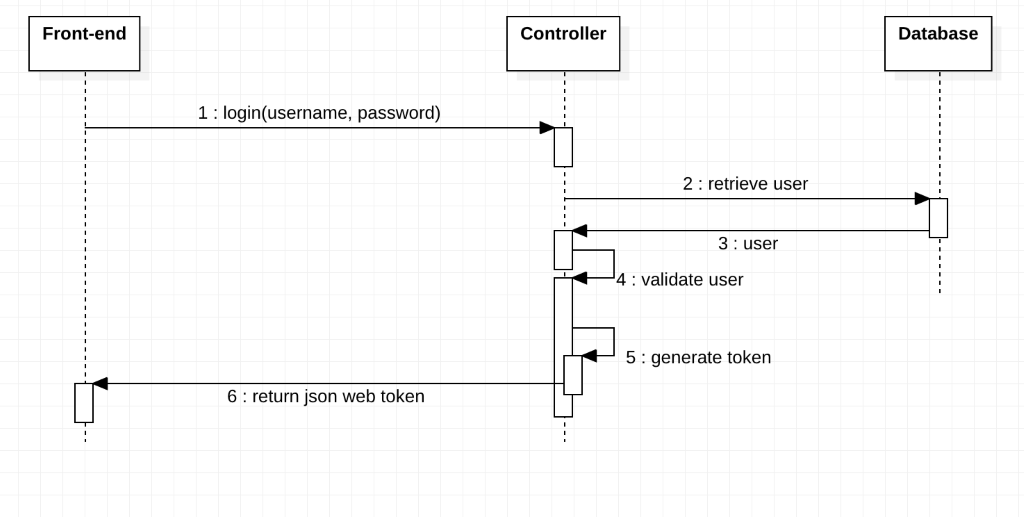 Front-end
Controller
Database
1 : login(username, password)
2 : retrieve user
3 : user
4 : validate user
5 : generate token
6 : return json web token